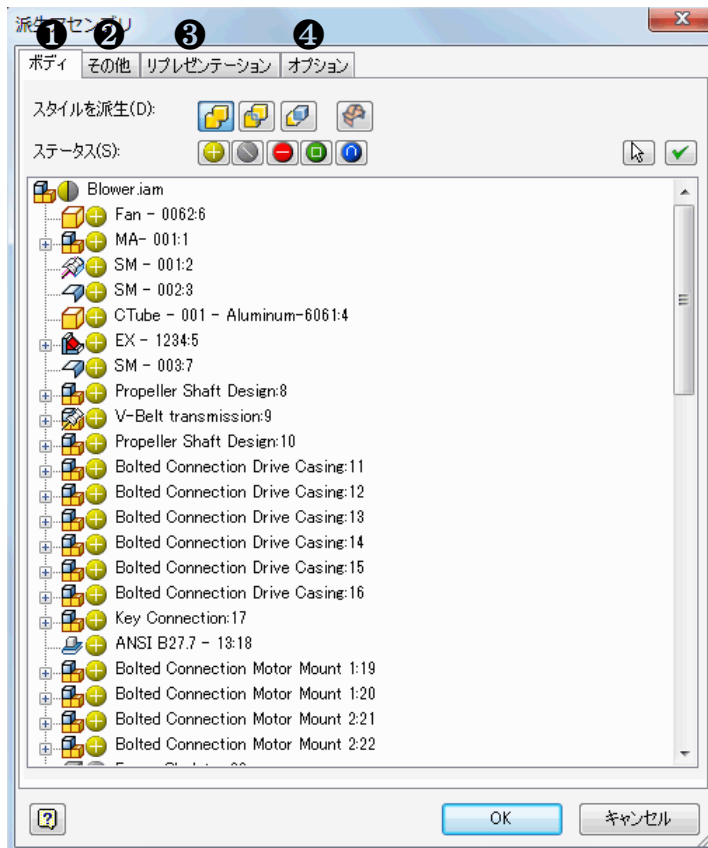 派生アセンブリ
❶ ❷ ❸ ❹
ボディ その他 リプレゼンテーション オプション
スタイルを派生(D):
ステータス(S):
Blower.iam
Fan - 0062:6
MA- 001:1
SM - 001:2
SM - 002:3
CTube - 001 - Aluminum-6061:4
EX - 1234:5
SM - 003:7
Propeller Shaft Design:8
V-Belt transmission:9
Propeller Shaft Design:10
Bolted Connection Drive Casing:11
Bolted Connection Drive Casing:12
Bolted Connection Drive Casing:13
Bolted Connection Drive Casing:14
Bolted Connection Drive Casing:15
Bolted Connection Drive Casing:16
Key Connection:17
ANSI B27.7 - 13:18
Bolted Connection Motor Mount 1:19
Bolted Connection Motor Mount 1:20
Bolted Connection Motor Mount 2:21
Bolted Connection Motor Mount 2:22
OK キャンセル